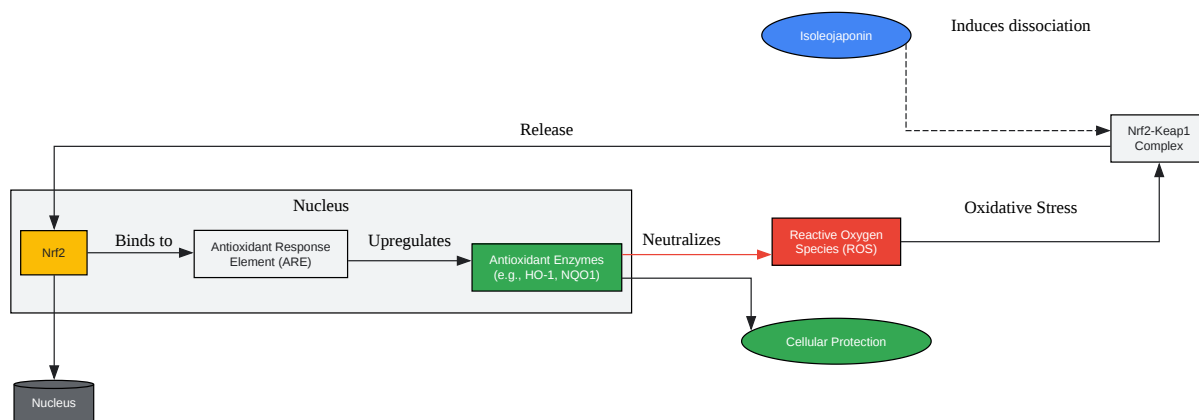 Isoleojaponin
Induces dissociation
Release
Nrf2-Keap1
Complex
Nucleus
Oxidative Stress
Nrf2
Binds to
Antioxidant Response
Element (ARE)
Upregulates
Antioxidant Enzymes
(e.g., HO-1, NQO1)
Neutralizes
Reactive Oxygen
Species (ROS)
Cellular Protection
Nucleus